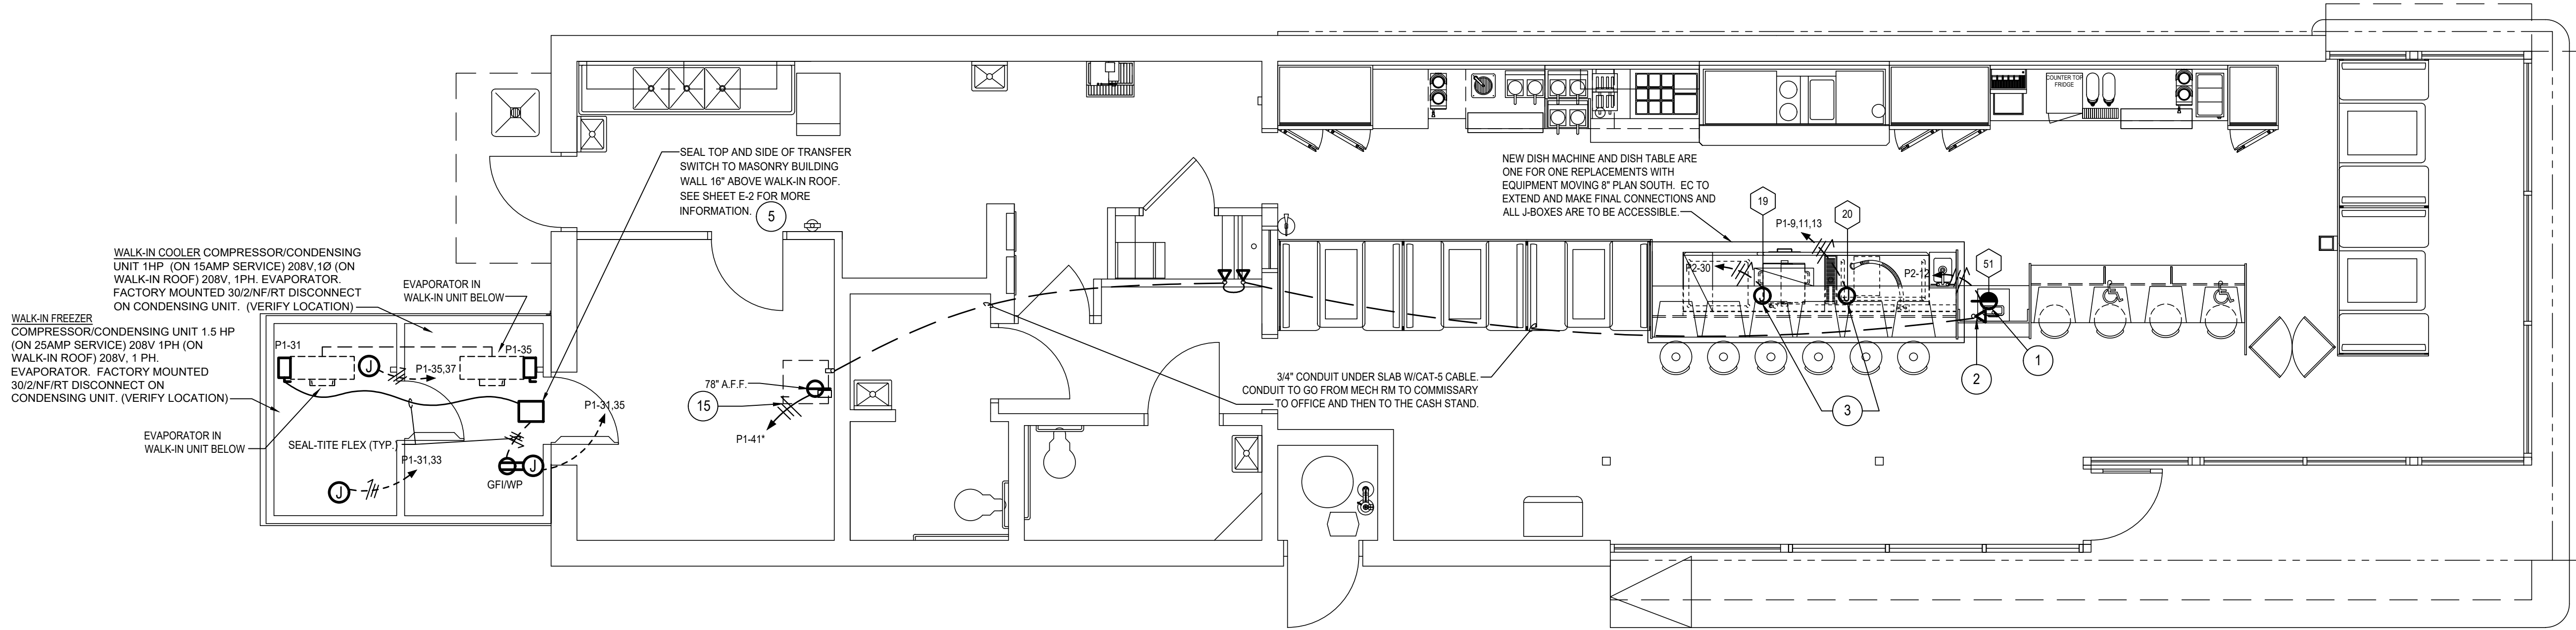 COUNTER TOP
FRIDGE
SEAL TOP AND SIDE OF TRANSFER
SWITCH TO MASONRY BUILDING
WALL 16" ABOVE WALK-IN ROOF.
SEE SHEET E-2 FOR MORE
INFORMATION.
5
NEW DISH MACHINE AND DISH TABLE ARE
ONE FOR ONE REPLACEMENTS WITH
EQUIPMENT MOVING 8" PLAN SOUTH.  EC TO
EXTEND AND MAKE FINAL CONNECTIONS AND
ALL J-BOXES ARE TO BE ACCESSIBLE.
19
20
P1-9,11,13
P2-30
P2-12
51
WALK-IN COOLER COMPRESSOR/CONDENSING
UNIT 1HP  (ON 15AMP SERVICE) 208V,1Ø (ON
WALK-IN ROOF) 208V, 1PH. EVAPORATOR.
FACTORY MOUNTED 30/2/NF/RT DISCONNECT
ON CONDENSING UNIT.  (VERIFY LOCATION)
EVAPORATOR IN
WALK-IN UNIT BELOW
WALK-IN FREEZER
COMPRESSOR/CONDENSING UNIT 1.5 HP
(ON 25AMP SERVICE) 208V 1PH (ON
WALK-IN ROOF) 208V, 1 PH.
EVAPORATOR.  FACTORY MOUNTED
30/2/NF/RT DISCONNECT ON
CONDENSING UNIT. (VERIFY LOCATION)
P1-31
P1-35
J
P1-35,37
P1-31,35
EVAPORATOR IN
WALK-IN UNIT BELOW
SEAL-TITE FLEX (TYP.)
P1-31,33
J
J
GFI/WP
78" A.F.F.
15
P1-41*
3/4" CONDUIT UNDER SLAB W/CAT-5 CABLE.
CONDUIT TO GO FROM MECH RM TO COMMISSARY
TO OFFICE AND THEN TO THE CASH STAND.
J
J
1
2
3